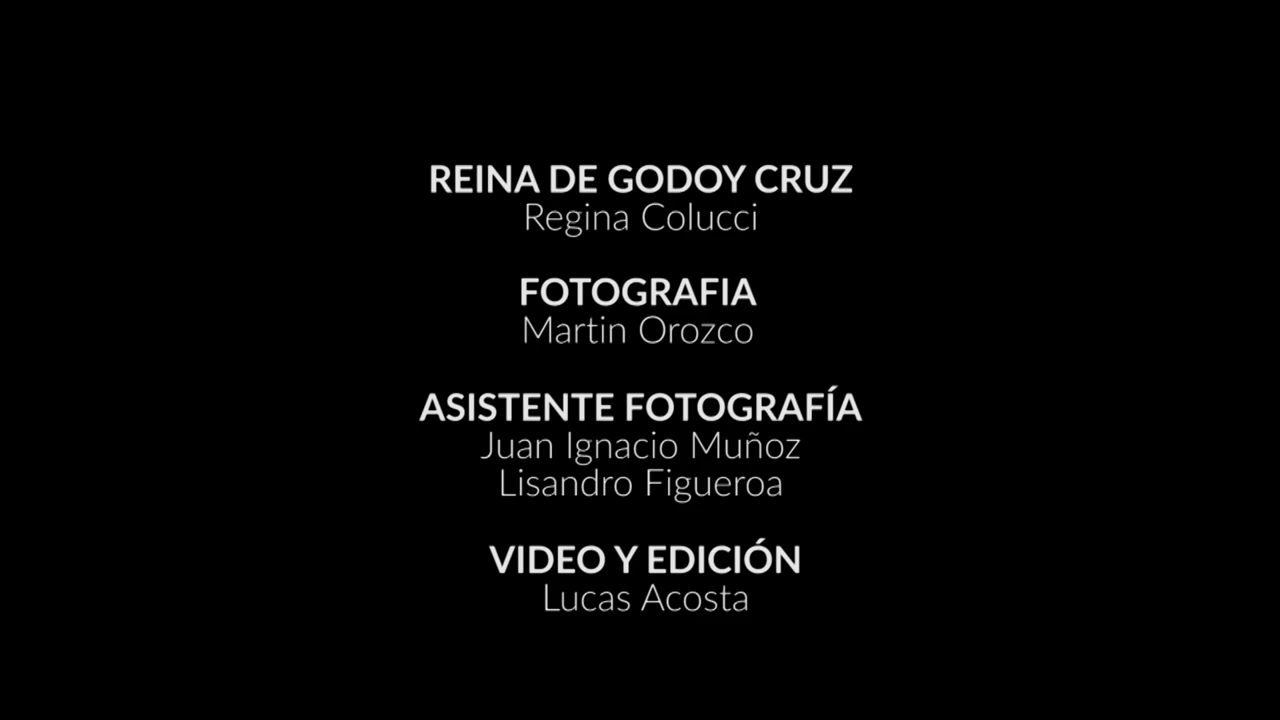 REINA DE GODOY CRUZ
Regina Colucci
FOTOGRAFIA
Martin Orozco
ASISTENTE FOTOGRAFÍA
Juan Ignacio Muñoz
Lisandro Figueroa
VIDEO Y EDICIÓN
Lucas Acosta